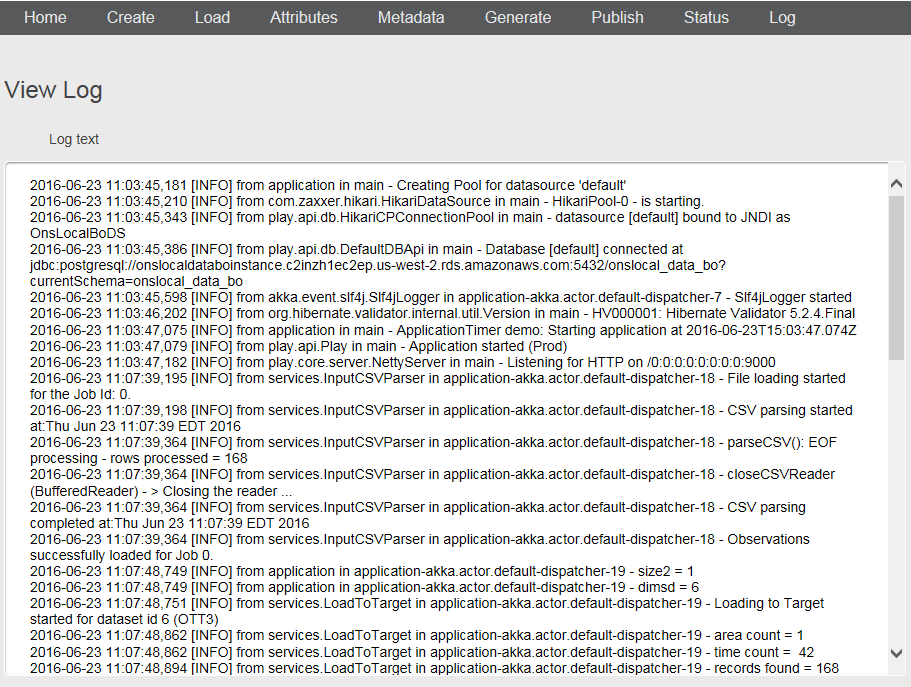 Home Create Load Attributes Metadata Generate Publish Status Log
View Log
Log text
2016-06-23 11:03:45,181 [INFO] from application in main - Creating Pool for datasource 'default'
2016-06-23 11:03:45,210 [INFO] from com.zaxxer.hikari.HikariDataSource in main - HikariPool-0 - is starting.
2016-06-23 11:03:45,343 [INFO] from play.api.db.HikariCPConnectionPool in main - datasource [default] bound to JNDI as
OnsLocalBoDS
2016-06-23 11:03:45,386 [INFO] from play.api.db.DefaultDBApi in main - Database [default] connected at
jdbc:postgresql://onslocaldataboinstance.c2inzh1ec2ep.us-west-2.rds.amazonaws.com:5432/onslocal_data_bo?
currentSchema=onslocal_data_bo
2016-06-23 11:03:45,598 [INFO] from akka.event.slf4j.Slf4jLogger in application-akka.actor.default-dispatcher-7 - Slf4jLogger started
2016-06-23 11:03:46,202 [INFO] from org.hibernate.validator.internal.util.Version in main - HV000001: Hibernate Validator 5.2.4.Final
2016-06-23 11:03:47,075 [INFO] from application in main - ApplicationTimer demo: Starting application at 2016-06-23T15:03:47.074Z
2016-06-23 11:03:47,079 [INFO] from play.api.Play in main - Application started (Prod)
2016-06-23 11:03:47,182 [INFO] from play.core.server.NettyServer in main - Listening for HTTP on /0:0:0:0:0:0:0:0:9000
2016-06-23 11:07:39,195 [INFO] from services.InputCSVParser in application-akka.actor.default-dispatcher-18 - File loading started
for the Job Id: 0.
2016-06-23 11:07:39,198 [INFO] from services.InputCSVParser in application-akka.actor.default-dispatcher-18 - CSV parsing started
at:Thu Jun 23 11:07:39 EDT 2016
2016-06-23 11:07:39,364 [INFO] from services.InputCSVParser in application-akka.actor.default-dispatcher-18 - parseCSV(): EOF
processing - rows processed = 168
2016-06-23 11:07:39,364 [INFO] from services.InputCSVParser in application-akka.actor.default-dispatcher-18 - closeCSVReader
(BufferedReader) - > Closing the reader ...
2016-06-23 11:07:39,364 [INFO] from services.InputCSVParser in application-akka.actor.default-dispatcher-18 - CSV parsing
completed at:Thu Jun 23 11:07:39 EDT 2016
2016-06-23 11:07:39,364 [INFO] from services.InputCSVParser in application-akka.actor.default-dispatcher-18 - Observations
successfully loaded for Job 0.
2016-06-23 11:07:48,749 [INFO] from application in application-akka.actor.default-dispatcher-19 - size2 = 1
2016-06-23 11:07:48,749 [INFO] from application in application-akka.actor.default-dispatcher-19 - dimsd = 6
2016-06-23 11:07:48,751 [INFO] from services.LoadToTarget in application-akka.actor.default-dispatcher-19 - Loading to Target
started for dataset id 6 (OTT3)
2016-06-23 11:07:48,862 [INFO] from services.LoadToTarget in application-akka.actor.default-dispatcher-19 - area count = 1
2016-06-23 11:07:48,862 [INFO] from services.LoadToTarget in application-akka.actor.default-dispatcher-19 - time count =  42
2016-06-23 11:07:48,894 [INFO] from services.LoadToTarget in application-akka.actor.default-dispatcher-19 - records found = 168